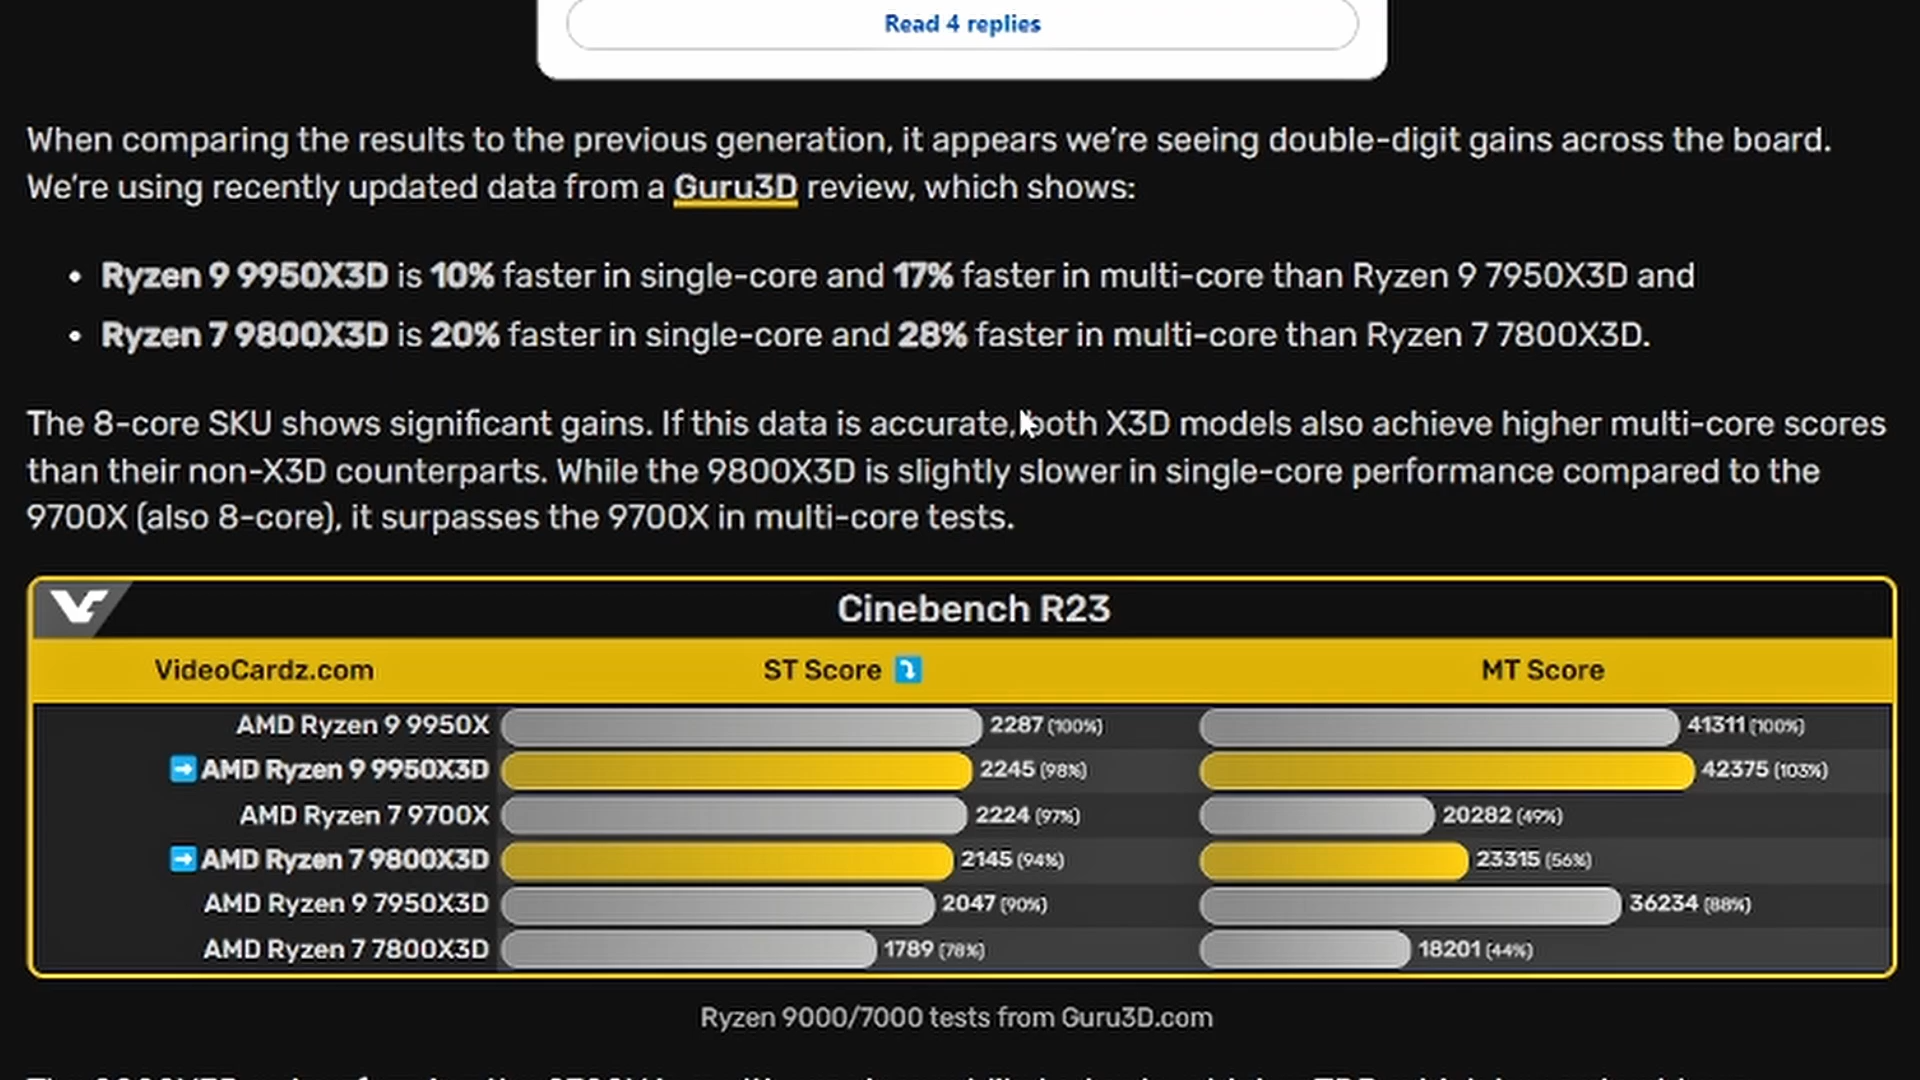 Read 4 replies
When comparing the results to the previous generation, it appears we're seeing double-digit gains across the board.
We're using recently updated data from a Guru3D review, which shows:
• Ryzen 9 9950X3D is 10% faster in single-core and 17% faster in multi-core than Ryzen 9 7950X3D and
• Ryzen 7 9800X3D is 20% faster in single-core and 28% faster in multi-core than Ryzen 7 7800X3D.
The 8-core SKU shows significant gains. If this data is accurate, both X3D models also achieve higher multi-core scores
than their non-X3D counterparts. While the 9800X3D is slightly slower in single-core performance compared to the
9700X (also 8-core), it surpasses the 9700X in multi-core tests.
Cinebench R23
VideoCardz.com ST Score MT Score
AMD Ryzen 9 9950X 2287 (100%) 41311 (100%)
AMD Ryzen 9 9950X3D 2245 (98%) 42375 (103%)
AMD Ryzen 7 9700X 2224 (97%) 20282 (49%)
AMD Ryzen 7 9800X3D 2145 (94%) 23315 (56%)
AMD Ryzen 9 7950X3D 2047 (90%) 36234 (88%)
AMD Ryzen 7 7800X3D 1789 (78%) 18201 (44%)
Ryzen 9000/7000 tests from Guru3D.com